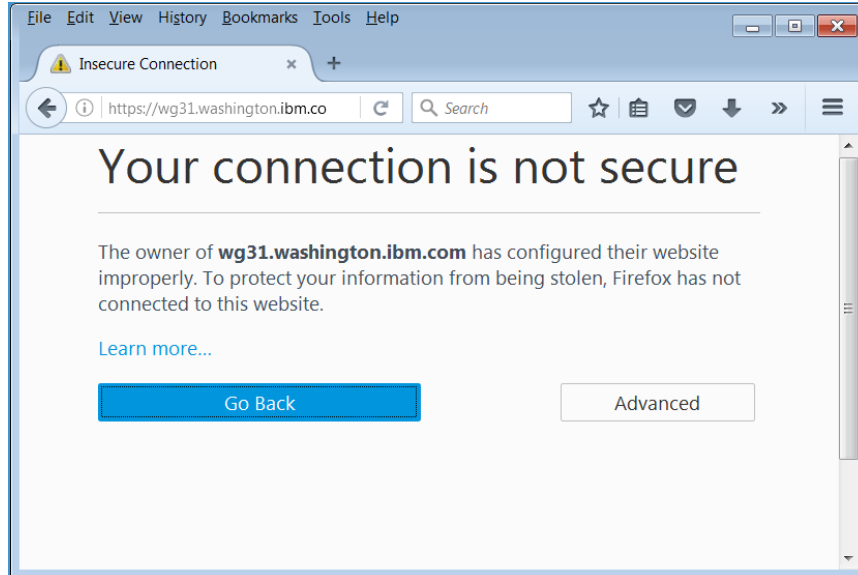 File Edit View History Bookmarks Tools Help
Insecure Connection
https://wg31.washington.ibm.co
Search
Your connection is not secure
The owner of wg31.washington.ibm.com has configured their website
improperly. To protect your information from being stolen, Firefox has not
connected to this website.
Learn more...
Go Back
Advanced